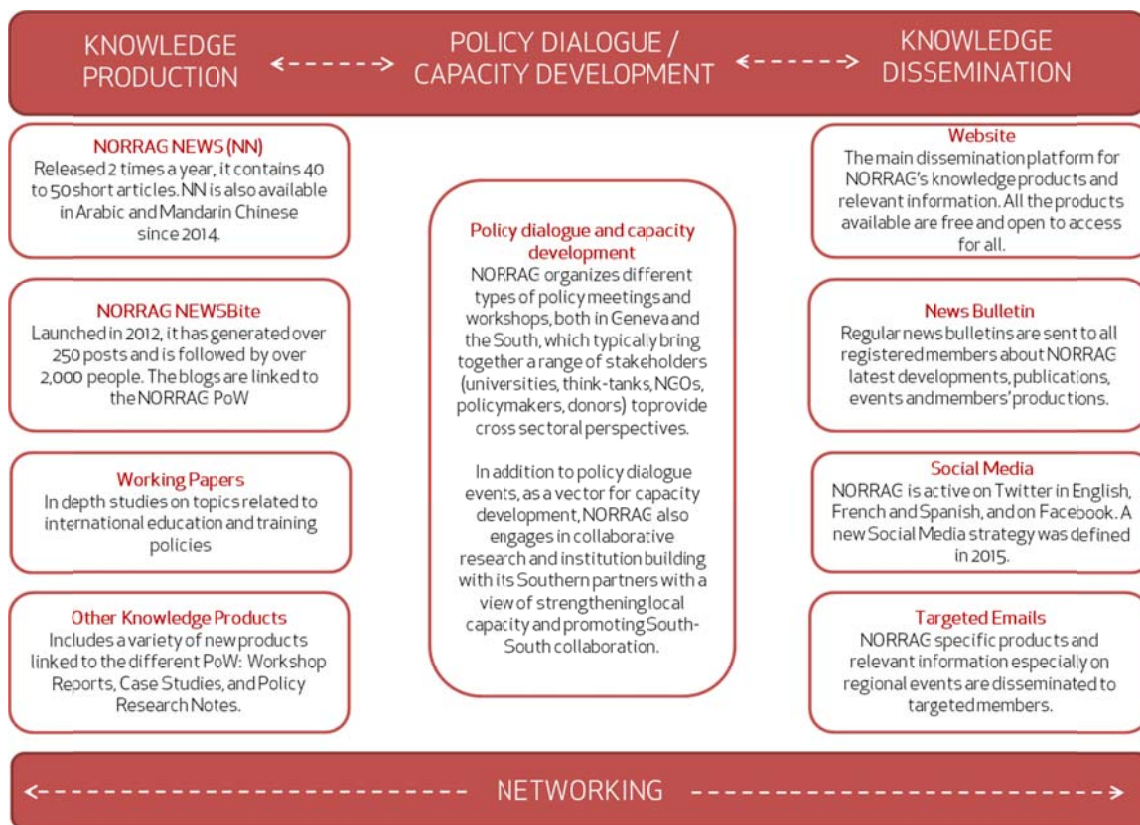 KNOWLEDGE
PRODUCTION
POLICY DIALOGUE /
CAPACITY DEVELOPMENT
KNOWLEDGE
DISSEMINATION
NORRAG NEWS (NN)
Released 2 times a year, it contains 40
to 50 short articles. NN is also available
in Arabic and Mandarin Chinese
since 2014.
NORRAG NEWSBite
Launched in 2012, it has generated over
250 posts and is followed by over
2,000 people. The blogs are linked to
the NORRAG PoW
Working Papers
In depth studies on topics related to
international education and training
policies
Other Knowledge Products
Includes a variety of new products
linked to the different PoW: Workshop
Reports, Case Studies, and Policy
Research Notes.
Policy dialogue and capacity
development
NORRAG organizes different
types of policy meetings and
workshops, both in Geneva and
the South, which typically bring
together a range of stakeholders
(universities, think-tanks, NGOs,
policymakers, donors) toprovide
cross sectoral perspectives.
In addition to policy dialogue
events, as a vector for capacity
development, NORRAG also
engages in collaborative
research and institution building
with its Southern partners with a
view of strengthening local
capacity and promoting South-
South collaboration.
Website
The main dissemination platform for
NORRAG's knowledge products and
relevant information. All the products
available are free and open to access
for all.
News Bulletin
Regular news bulletins are sent to all
registered members about NORRAG
latest developments, publications,
events and members' productions.
Social Media
NORRAG is active on Twitter in English,
French and Spanish, and on Facebook. A
new Social Media strategy was defined
in 2015.
Targeted Emails
NORRAG specific products and
relevant information especially on
regional events are disseminated to
targeted members.
NETWORKING